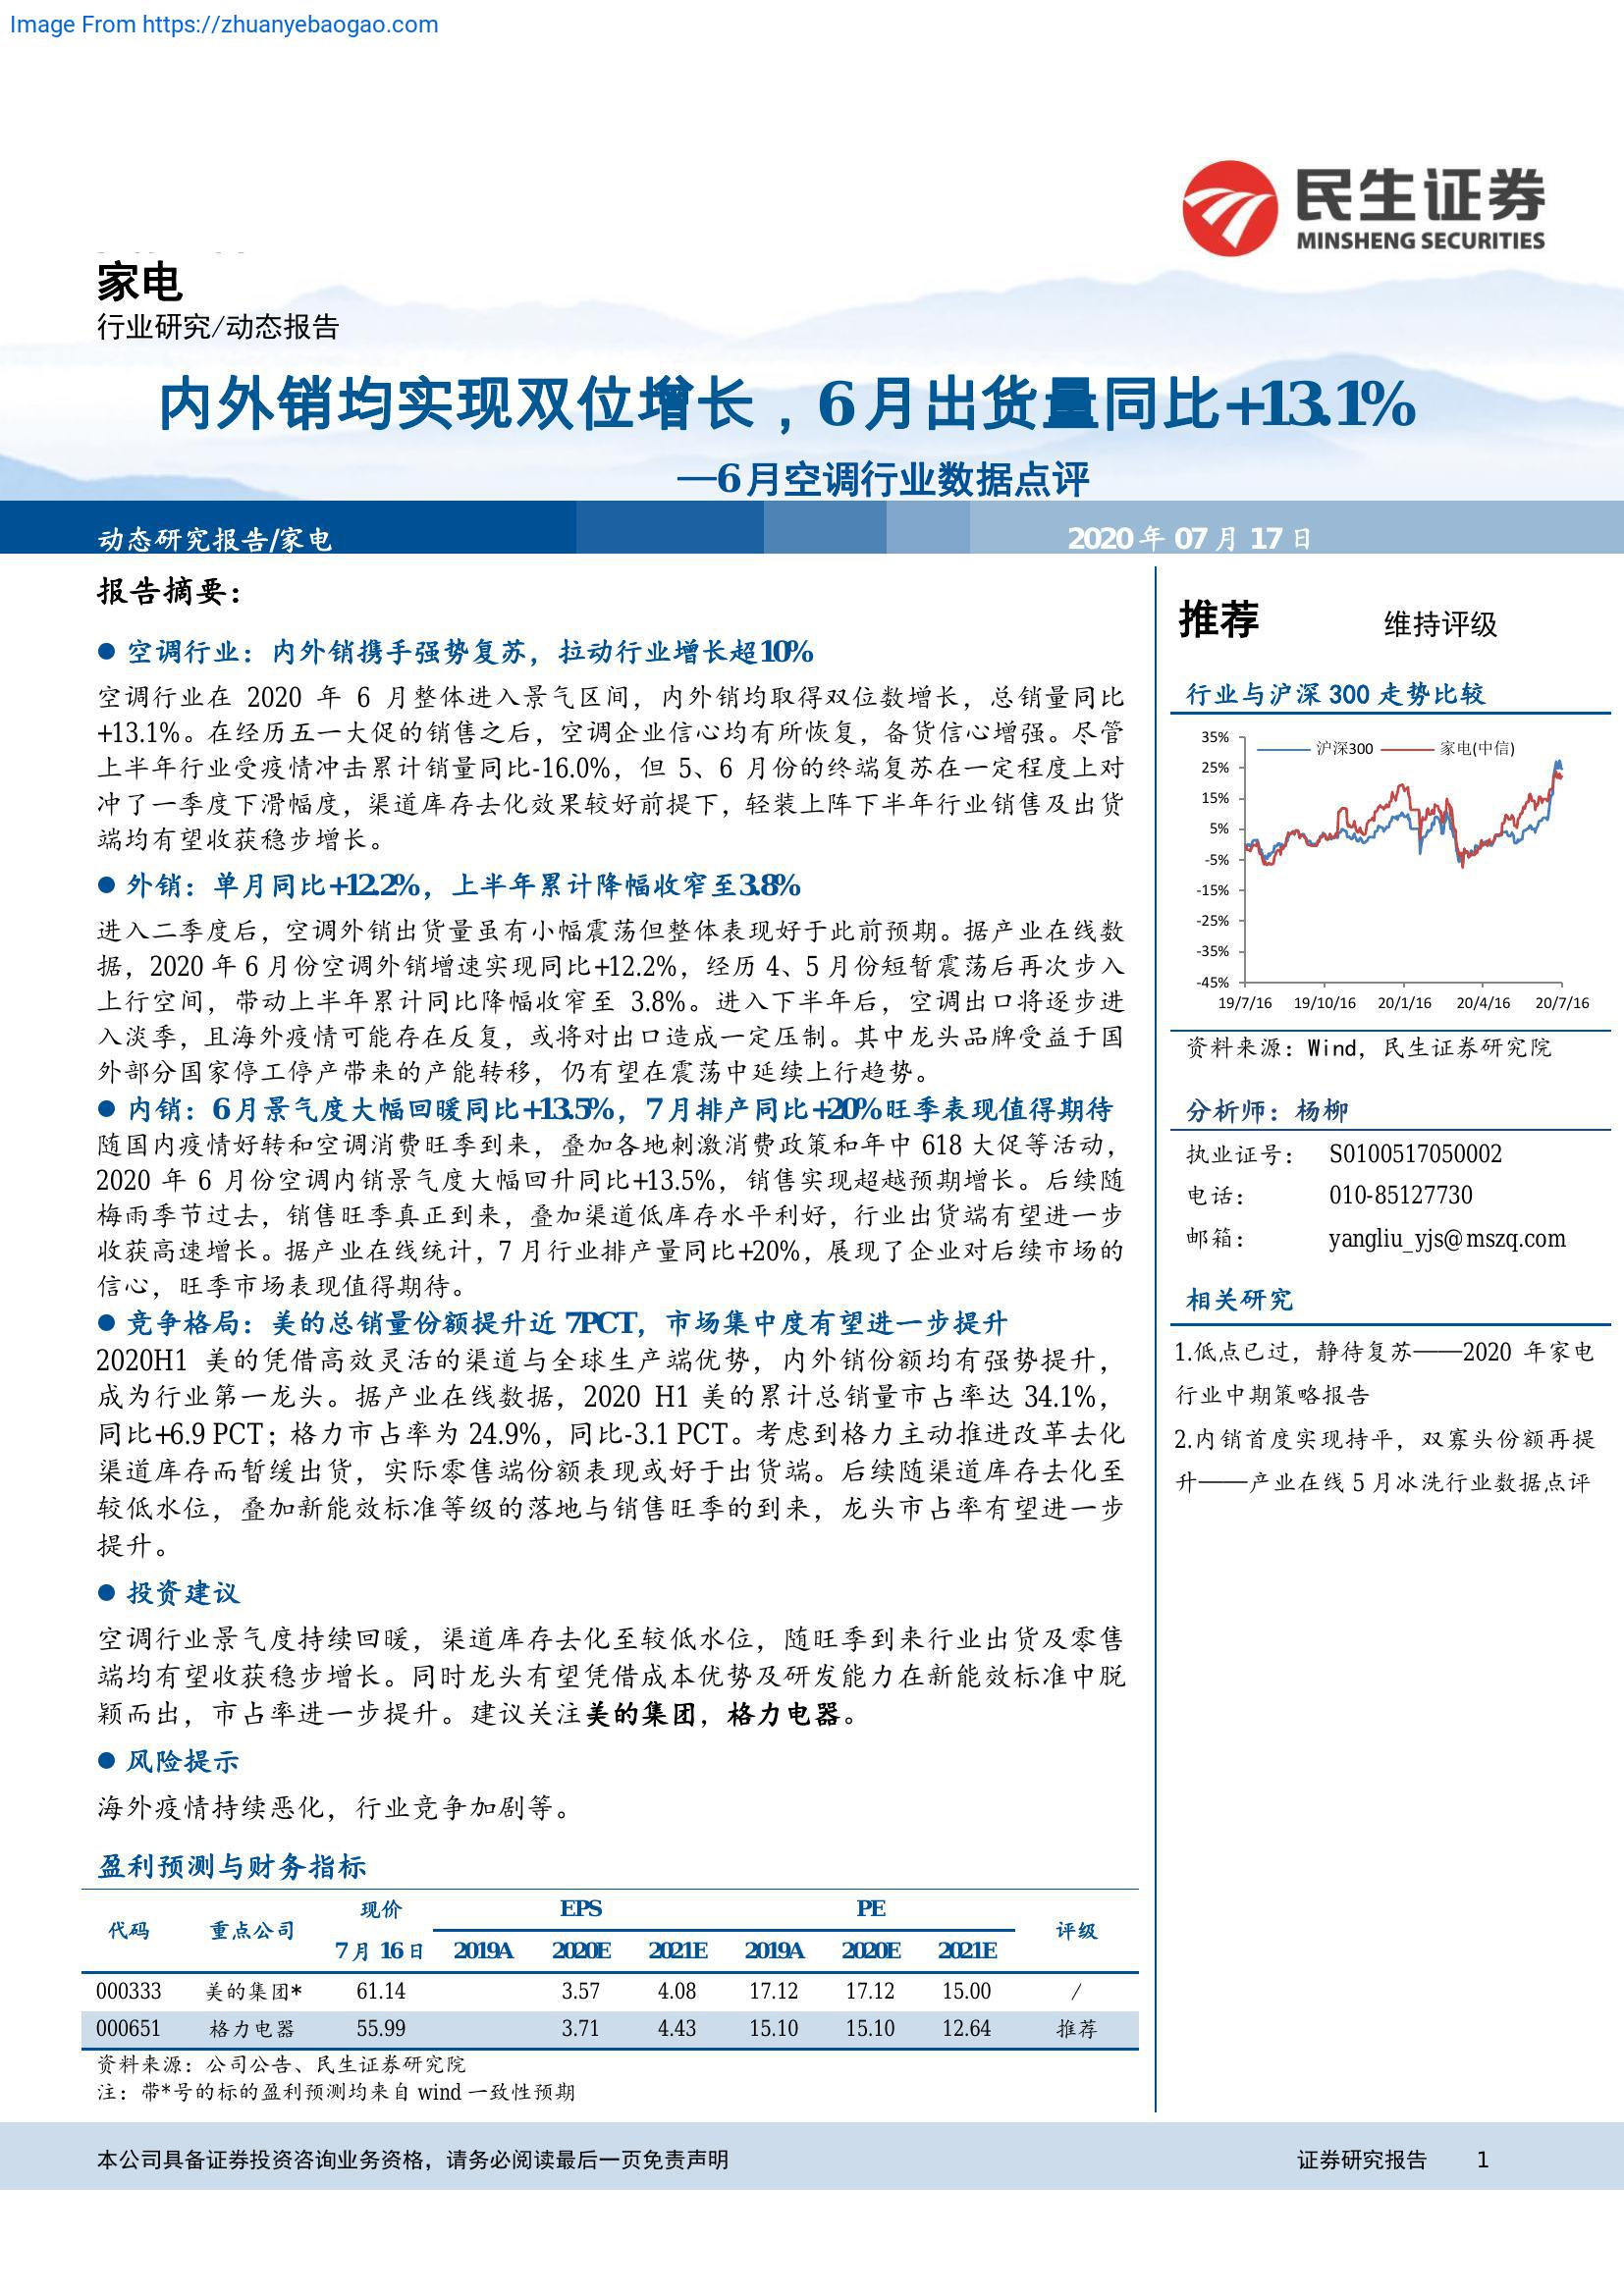 Image From https://zhuanyebaogao.com
民生证券
MINSHENG SECURITIES
家电
行业研究/动态报告
内外销均实现双位增长，6月出货量同比+13.1%
—6月空调行业数据点评
动态研究报告/家电
2020年07月17日
报告摘要：
● 空调行业：内外销携手强势复苏，拉动行业增长超10%
空调行业在 2020 年 6 月整体进入景气区间，内外销均取得双位数增长，总销量同比
+13.1%。在经历五一大促的销售之后，空调企业信心均有所恢复，备货信心增强。尽管
上半年行业受疫情冲击累计销量同比-16.0%，但 5、6 月份的终端复苏在一定程度上对
冲了一季度下滑幅度，渠道库存去化效果较好前提下，轻装上阵下半年行业销售及出货
端均有望收获稳步增长。
● 外销：单月同比+12.2%，上半年累计降幅收窄至3.8%
进入二季度后，空调外销出货量虽有小幅震荡但整体表现好于此前预期。据产业在线数
据，2020 年 6 月份空调外销增速实现同比+12.2%，经历 4、5 月份短暂震荡后再次步入
上行空间，带动上半年累计同比降幅收窄至 3.8%。进入下半年后，空调出口将逐步进
入淡季，且海外疫情可能存在反复，或将对出口造成一定压制。其中龙头品牌受益于国
外部分国家停工停产带来的产能转移，仍有望在震荡中延续上行趋势。
● 内销：6月景气度大幅回暖同比+13.5%，7月排产同比+20%旺季表现值得期待
随国内疫情好转和空调消费旺季到来，叠加各地刺激消费政策和年中 618 大促等活动，
2020 年 6 月份空调内销景气度大幅回升同比+13.5%，销售实现超越预期增长。后续随
梅雨季节过去，销售旺季真正到来，叠加渠道低库存水平利好，行业出货端有望进一步
收获高速增长。据产业在线统计，7 月行业排产量同比+20%，展现了企业对后续市场的
信心，旺季市场表现值得期待。
● 竞争格局：美的总销量份额提升近 7PCT，市场集中度有望进一步提升
2020H1 美的凭借高效灵活的渠道与全球生产端优势，内外销份额均有强势提升，
成为行业第一龙头。据产业在线数据，2020 H1 美的累计总销量市占率达 34.1%，
同比+6.9 PCT；格力市占率为 24.9%，同比-3.1 PCT。考虑到格力主动推进改革去化
渠道库存而暂缓出货，实际零售端份额表现或好于出货端。后续随渠道库存去化至
较低水位，叠加新能效标准等级的落地与销售旺季的到来，龙头市占率有望进一步
提升。
● 投资建议
空调行业景气度持续回暖，渠道库存去化至较低水位，随旺季到来行业出货及零售
端均有望收获稳步增长。同时龙头有望凭借成本优势及研发能力在新能效标准中脱
颖而出，市占率进一步提升。建议关注美的集团，格力电器。
● 风险提示
海外疫情持续恶化，行业竞争加剧等。
盈利预测与财务指标
代码 重点公司 现价 EPS PE 评级
7月16日 2019A 2020E 2021E 2019A 2020E 2021E
000333 美的集团* 61.14 3.57 4.08 17.12 17.12 15.00 /
000651 格力电器 55.99 3.71 4.43 15.10 15.10 12.64 推荐
资料来源：公司公告、民生证券研究院
注：带*号的标的盈利预测均来自 wind 一致性预期
推荐 维持评级
行业与沪深 300 走势比较
沪深300 家电(中信)
35%
25%
15%
5%
-5%
-15%
-25%
-35%
-45%
19/7/16 19/10/16 20/1/16 20/4/16 20/7/16
资料来源：Wind，民生证券研究院
分析师：杨柳
执业证号： S0100517050002
电话： 010-85127730
邮箱： yangliu_yjs@mszq.com
相关研究
1.低点已过，静待复苏——2020 年家电
行业中期策略报告
2.内销首度实现持平，双寡头份额再提
升——产业在线 5 月冰洗行业数据点评
本公司具备证券投资咨询业务资格，请务必阅读最后一页免责声明
证券研究报告 1